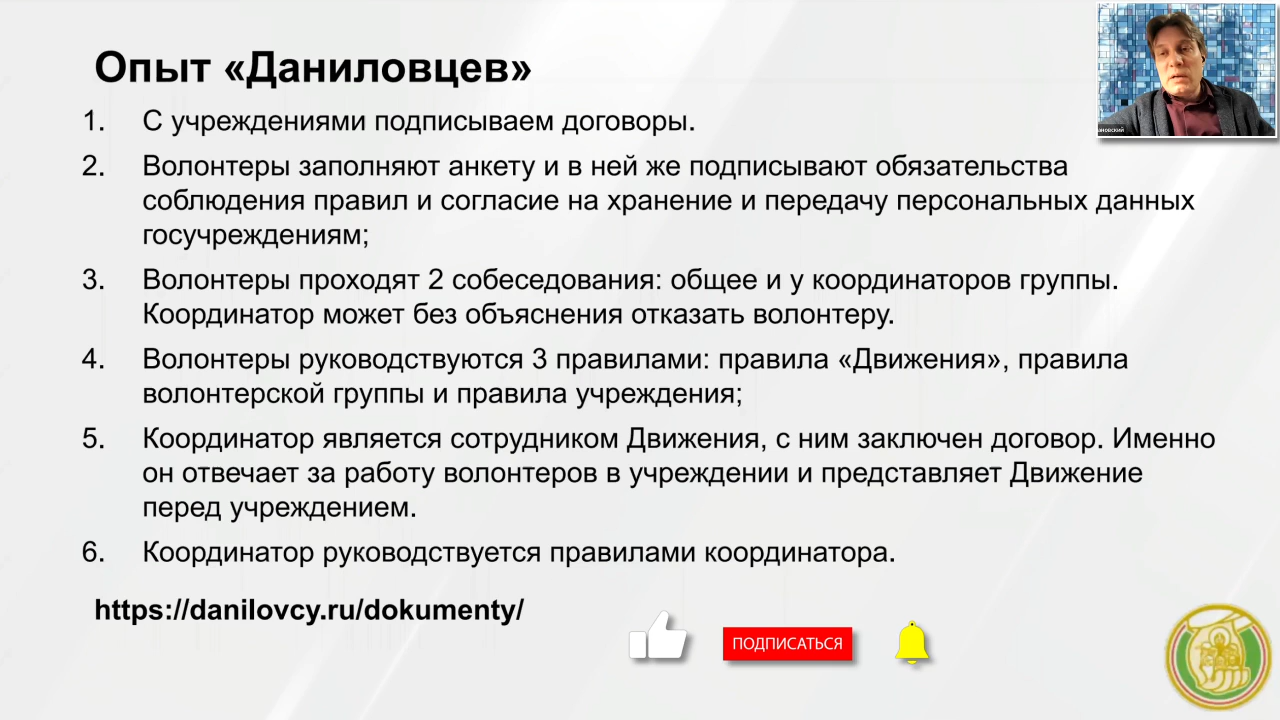 Опыт «Даниловцев»
1. С учреждениями подписываем договоры.
2. Волонтеры заполняют анкету и в ней же подписывают обязательства
соблюдения правил и согласие на хранение и передачу персональных данных
госучреждениям;
3. Волонтеры проходят 2 собеседования: общее и у координаторов группы.
Координатор может без объяснения отказать волонтеру.
4. Волонтеры руководствуются 3 правилами: правила «Движения», правила
волонтерской группы и правила учреждения;
5. Координатор является сотрудником Движения, с ним заключен договор. Именно
он отвечает за работу волонтеров в учреждении и представляет Движение
перед учреждением.
6. Координатор руководствуется правилами координатора.
https://danilovcy.ru/dokumenty/
ПОДПИСАТЬСЯ